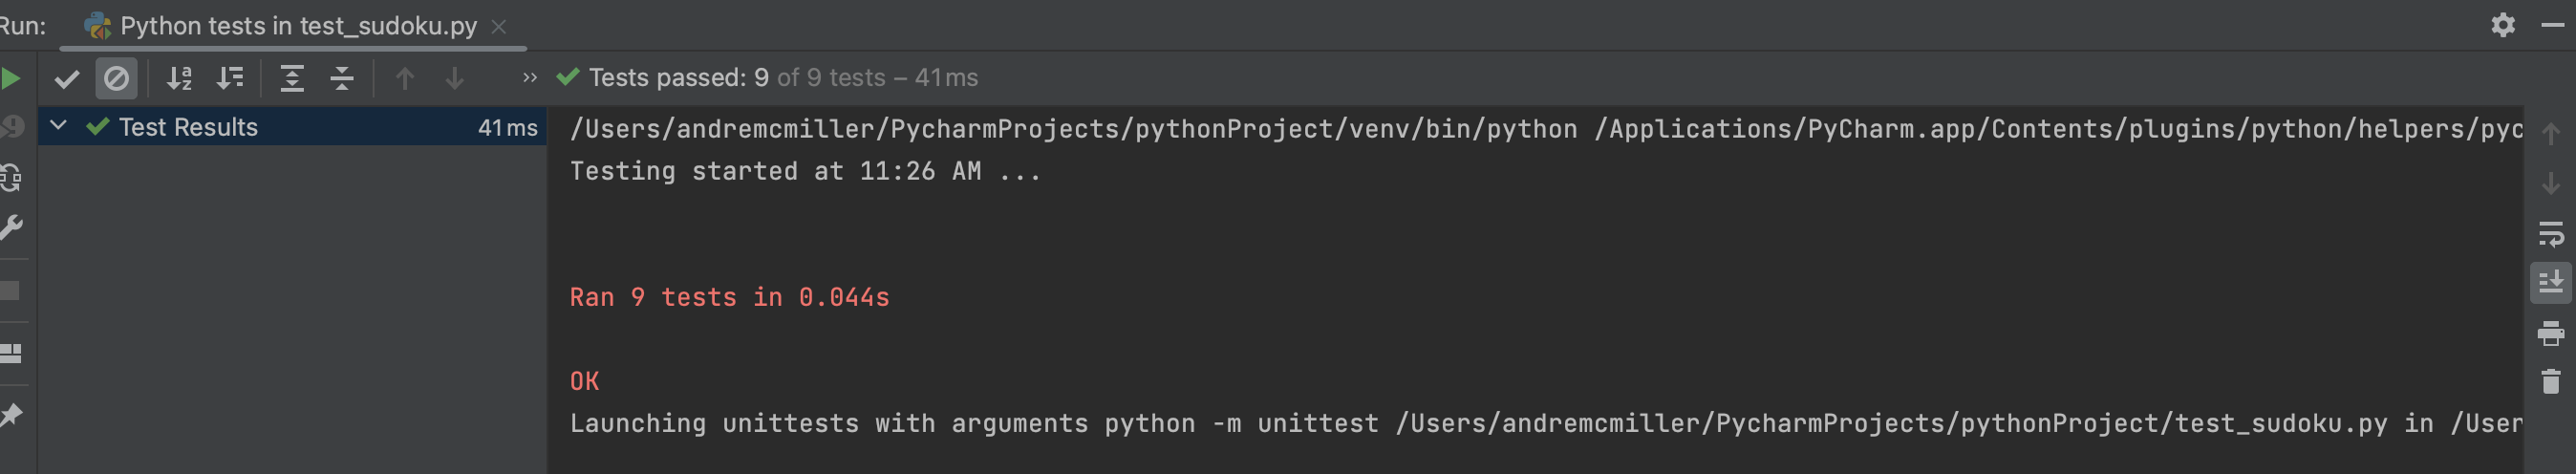 Run: Python tests in test_sudoku.py
Tests passed: 9 of 9 tests – 41 ms
Test Results 41 ms
/Users/andremcmiller/PycharmProjects/pythonProject/venv/bin/python /Applications/PyCharm.app/Contents/plugins/python/helpers/pyc
Testing started at 11:26 AM ...
Ran 9 tests in 0.044s
OK
Launching unittests with arguments python -m unittest /Users/andremcmiller/PycharmProjects/pythonProject/test_sudoku.py in /User